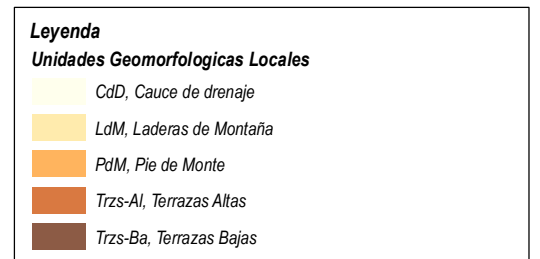 Leyenda
Unidades Geomorfologicas Locales
CdD, Cauce de drenaje
LdM, Laderas de Montaña
PdM, Pie de Monte
Trzs-Al, Terrazas Altas
Trzs-Ba, Terrazas Bajas